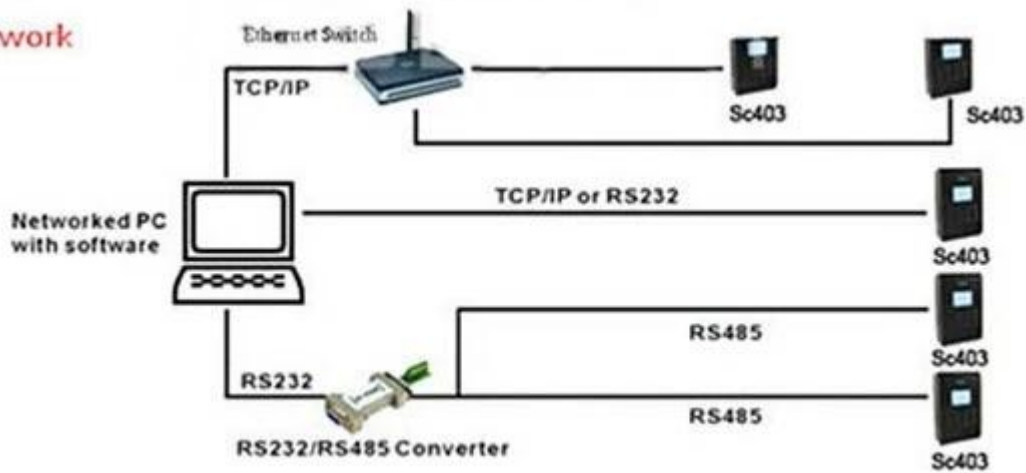 work
Ethernet Switch
TCP/IP
Sc403
Sc403
TCP/IP or RS232
Networked PC
with software
Sc403
RS485
Sc403
RS232
RS485
RS232/RS485 Converter
Sc403